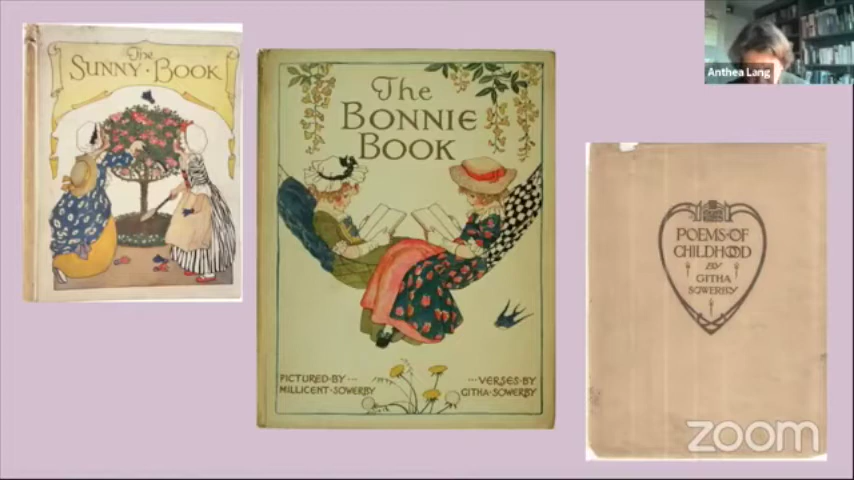 The
SUNNY·BOOK
The
BONNIE
BOOK
PICTURED·BY···
MILLICENT·SOWERBY
···VERSES·BY
GITHA·SOWERBY
POEMS·OF
CHILDHOOD
BY
GITHA
SOWERBY
Anthea Lang
zoom